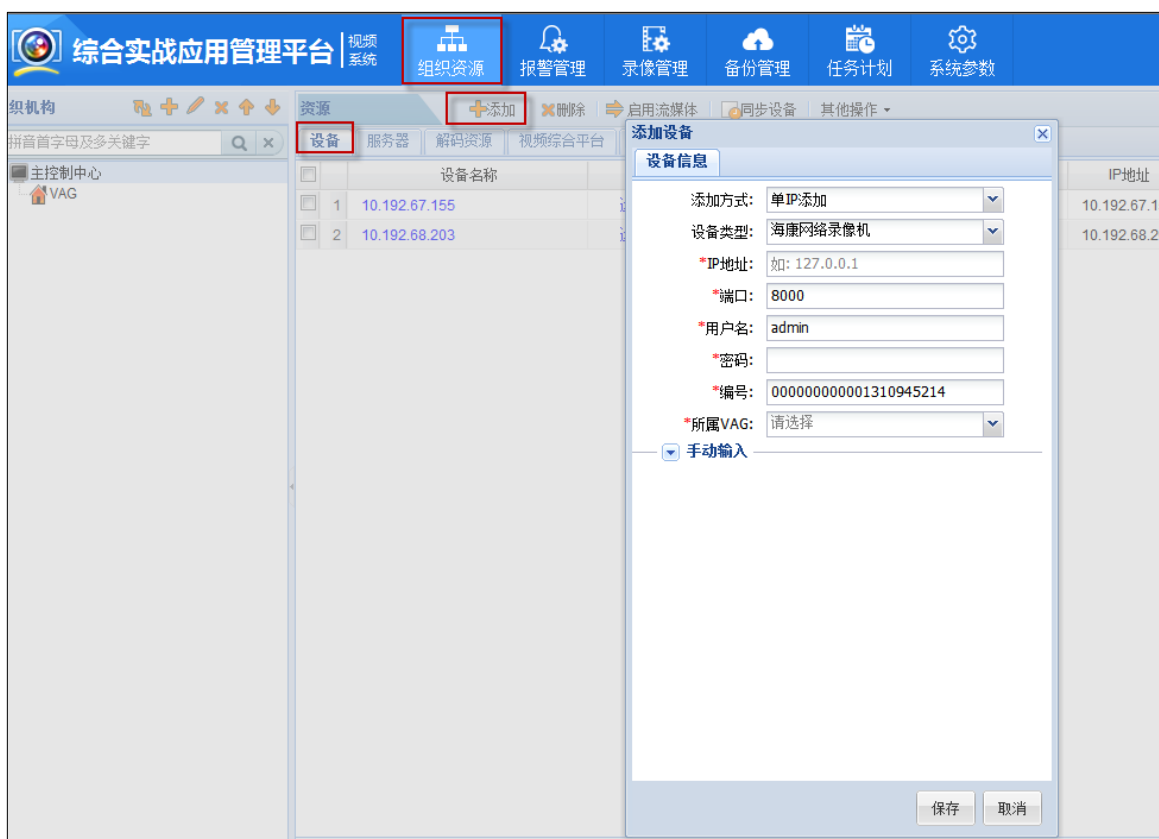 综合实战应用管理平台 视频系统
组织资源 报警管理 录像管理 备份管理 任务计划 系统参数
织机构 资源 添加 删除 启用流媒体 同步设备 其他操作
拼音首字母及多关键字 设备 服务器 解码资源 视频综合平台
主控制中心
VAG
设备名称 IP地址
1 10.192.67.155 10.192.67.1
2 10.192.68.203 10.192.68.2
添加设备
设备信息
添加方式: 单IP添加
设备类型: 海康网络录像机
*IP地址: 如: 127.0.0.1
*端口: 8000
*用户名: admin
*密码:
*编号: 000000000001310945214
*所属VAG: 请选择
手动输入
保存 取消